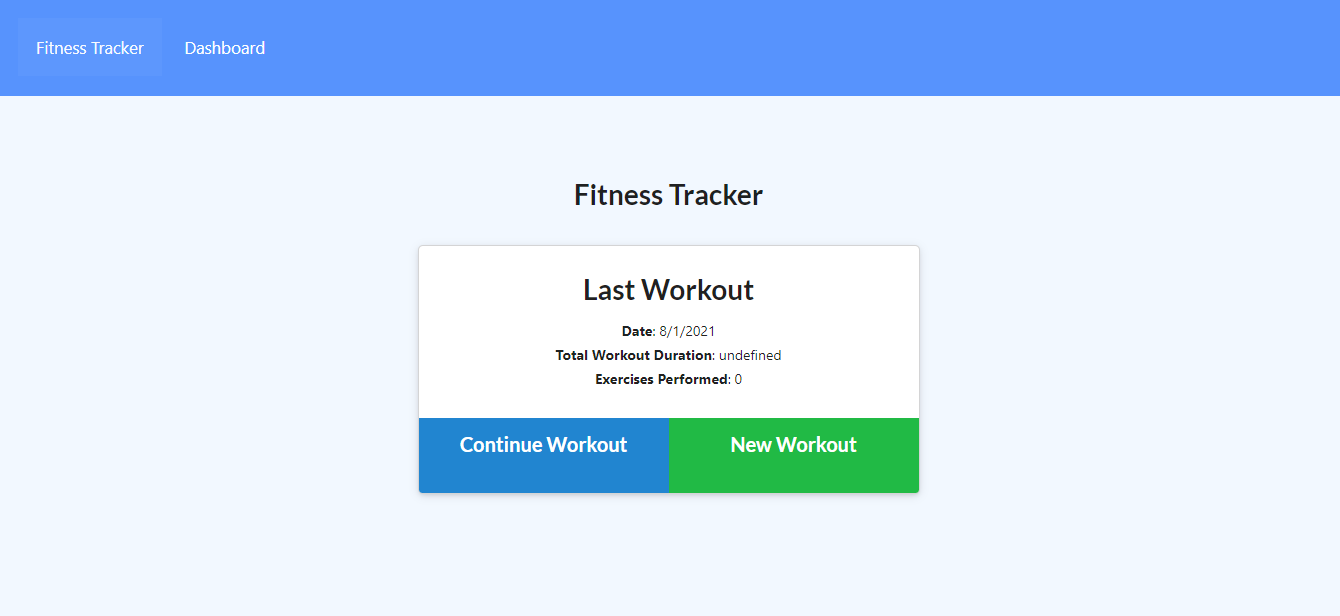 Fitness Tracker Dashboard
Fitness Tracker
Last Workout
Date: 8/1/2021
Total Workout Duration: undefined
Exercises Performed: 0
Continue Workout New Workout